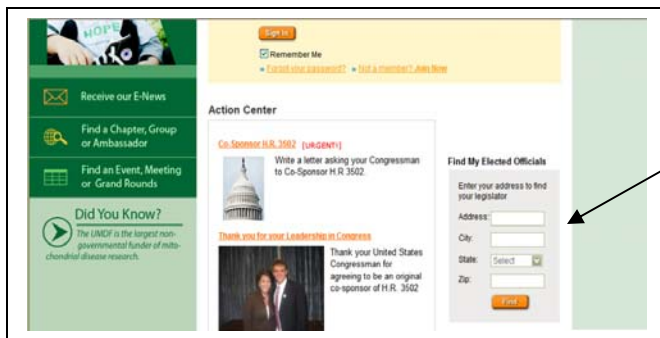 HOPE
Sign In
Remember Me
» Forgot your password? » Not a member? Join Now
Receive our E-News
Find a Chapter, Group
or Ambassador
Find an Event, Meeting
or Grand Rounds
Did You Know?
The UMDF is the largest non-
governmental funder of mito-
chondrial disease research.
Action Center
Co-Sponsor H.R. 3502 [URGENT!]
Write a letter asking your Congressman
to Co-Sponsor H.R 3502.
Thank you for your Leadership in Congress
Thank your United States
Congressman for
agreeing to be an original
co-sponsor of H.R. 3502
Find My Elected Officials
Enter your address to find
your legislator
Address:
City:
State: Select
Zip:
Find